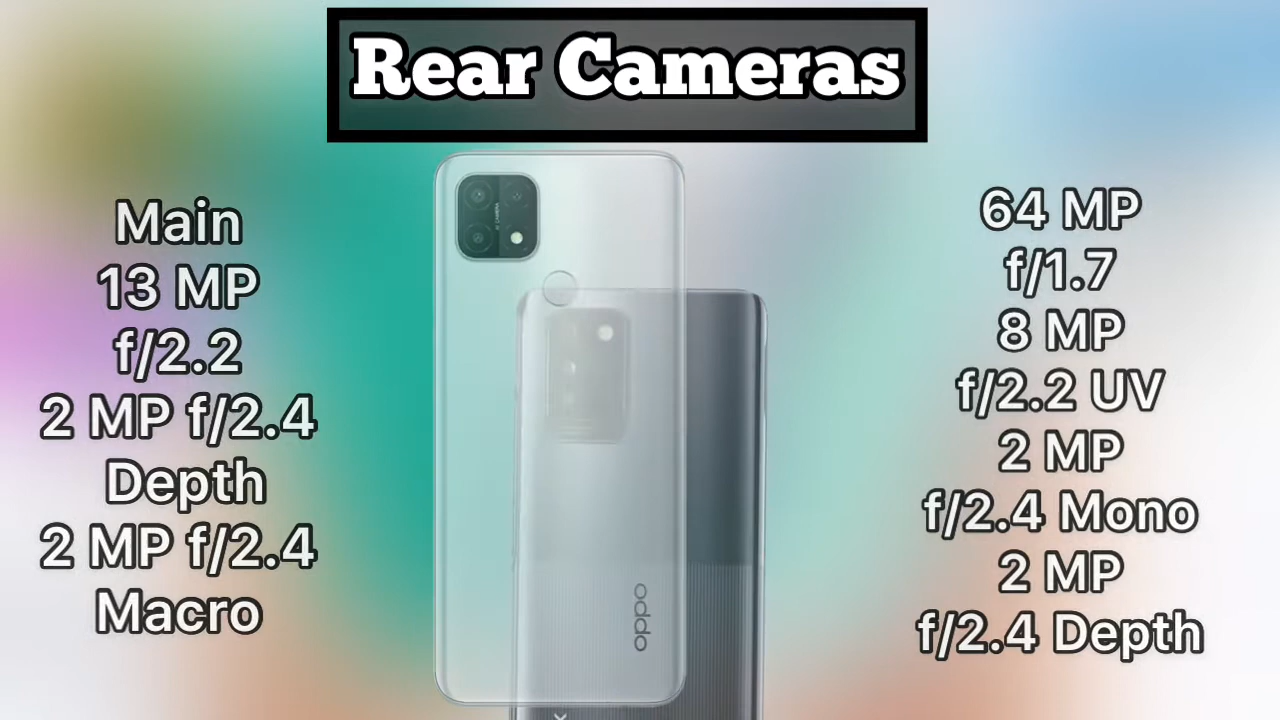 Rear Cameras
Main
13 MP
f/2.2
2 MP f/2.4
Depth
2 MP f/2.4
Macro
64 MP
f/1.7
8 MP
f/2.2 UV
2 MP
f/2.4 Mono
2 MP
f/2.4 Depth
oppo